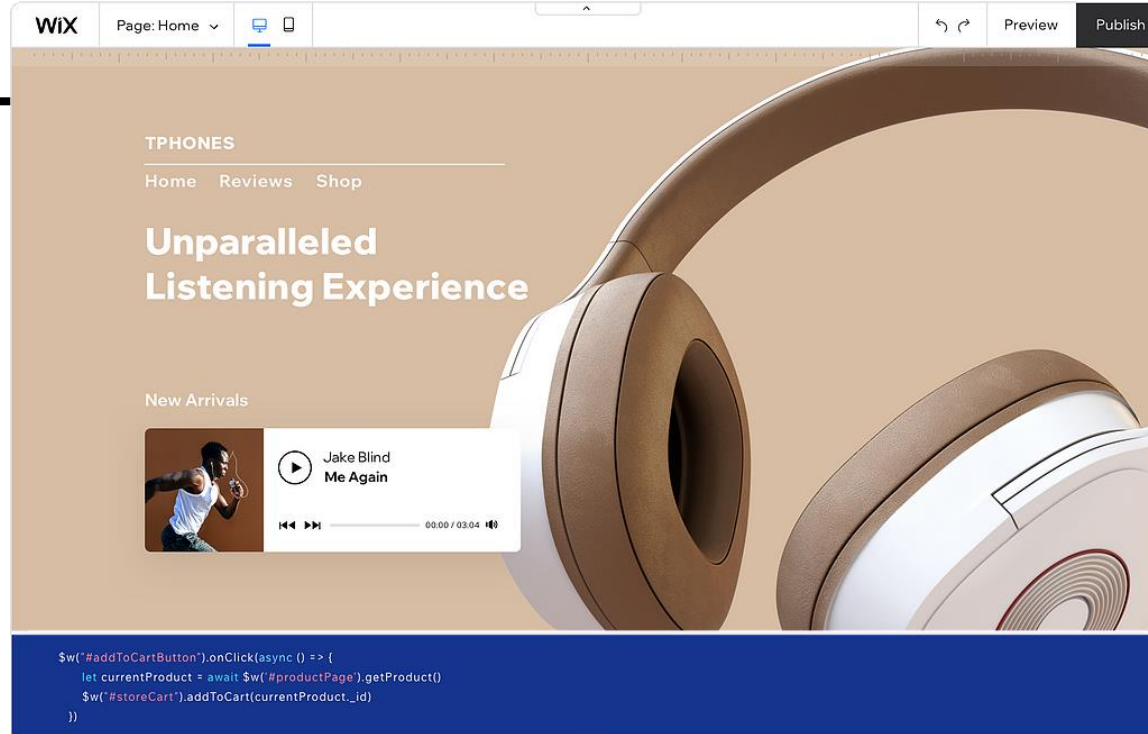 WiX Page: Home Preview Publish
TPHONES
Home Reviews Shop
Unparalleled
Listening Experience
New Arrivals
Jake Blind
Me Again
00:00 / 03:04
$w("#addToCartButton").onClick(async () => {
let currentProduct = await $w('#productPage').getProduct()
$w("#storeCart").addToCart(currentProduct._id)
})